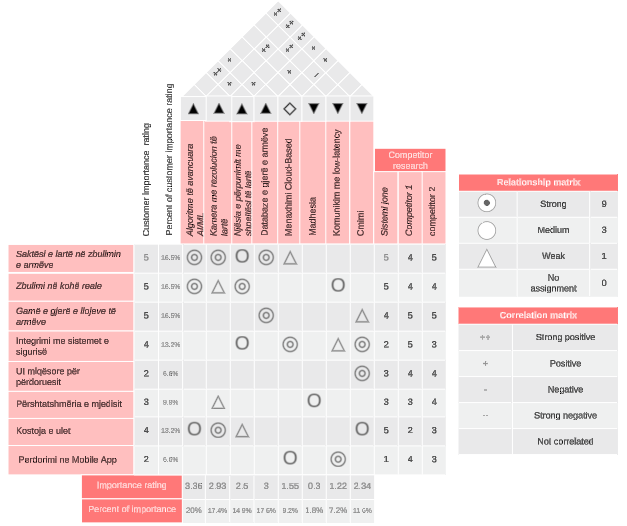 Customer Importance rating
Percent of customer importance rating
Algoritme të avancuara
AI/ML
Kamera me rezolucion të
lartë
Njësia e përpunimit me
shpejtësi të lartë
Databaze e gjerë e armëve
Menaxhimi Cloud-Based
Madhesia
Komunikim me low-latency
Cmimi
Competitor
research
Sistemi jone
Competitor 1
competitor 2
Saktësi e lartë në zbulimin
e armëve
5 16.5% 5 4 5
Zbulimi në kohë reale
5 16.5% 5 4 4
Gamë e gjerë e llojeve të
armëve
5 16.5% 4 5 5
Integrimi me sistemet e
sigurisë
4 13.2% 2 5 3
UI miqësore për
përdoruesit
2 6.6% 3 4 4
Përshtatshmëria e mjedisit
3 9.9% 3 3 4
Kostoja e ulet
4 13.2% 5 2 3
Perdorimi ne Mobile App
2 6.6% 1 4 3
Importance rating
3.36 2.93 2.5 3 1.55 0.3 1.22 2.34
Percent of importance
20% 17.4% 14.9% 17.6% 9.2% 1.8% 7.2%
Relationship matrix
Strong 9
Medium 3
Weak 1
No
assignment 0
Correlation matrix
++ Strong positive
+ Positive
- Negative
-- Strong negative
Not correlated